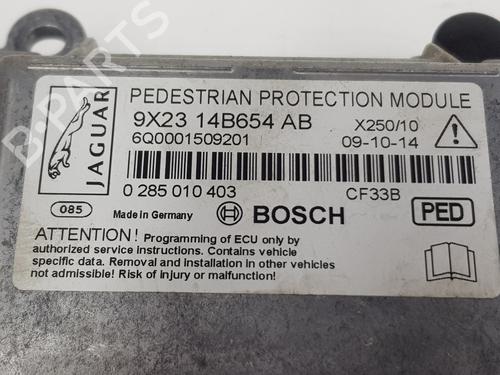 PEDESTRIAN PROTECTION MODULE
9X23 14B654 AB
X250/10
6Q0001509201
09-10-14
JAGUAR
0 285 010 403
CF33B
085
Made in Germany
BOSCH
PED
ATTENTION! Programming of ECU only by
authorized service instructions. Contains vehicle
specific data. Removal and installation in other vehicles
not allowed! Risk of injury or malfunction!
B-PARTS